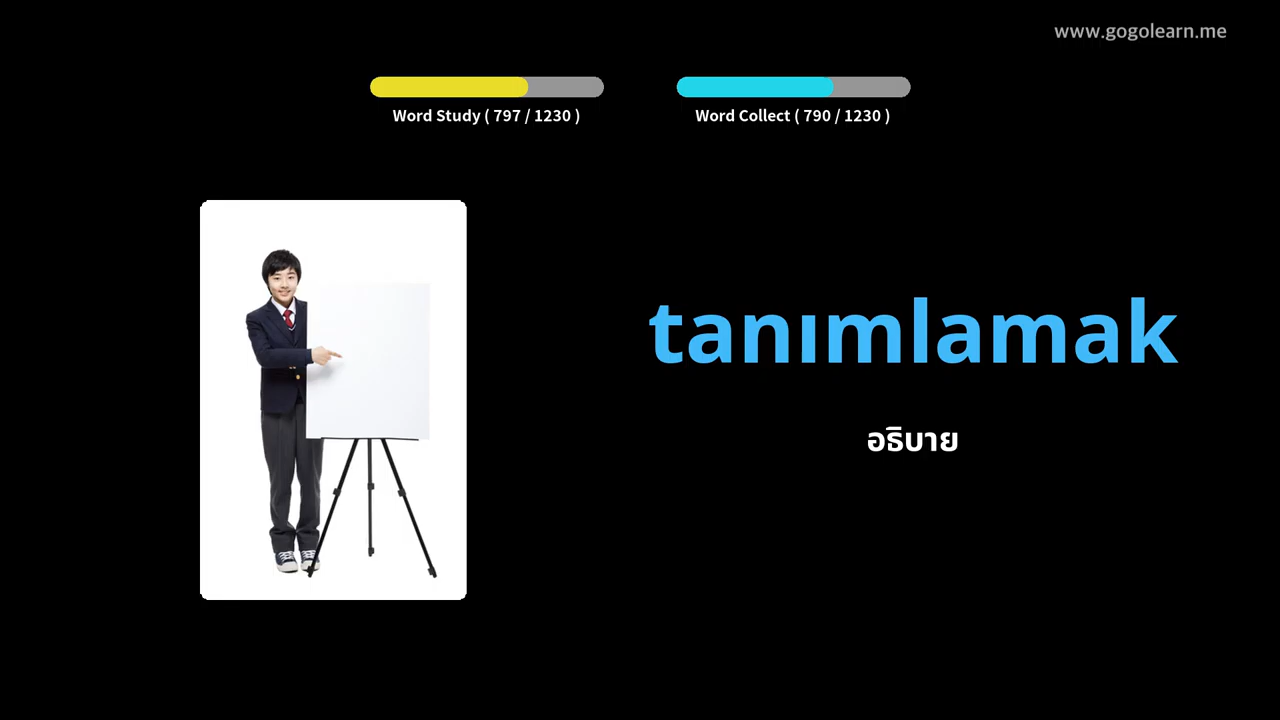 www.gogolearn.me
Word Study ( 797 / 1230 )
Word Collect ( 790 / 1230 )
tanımlamak
อธิบาย